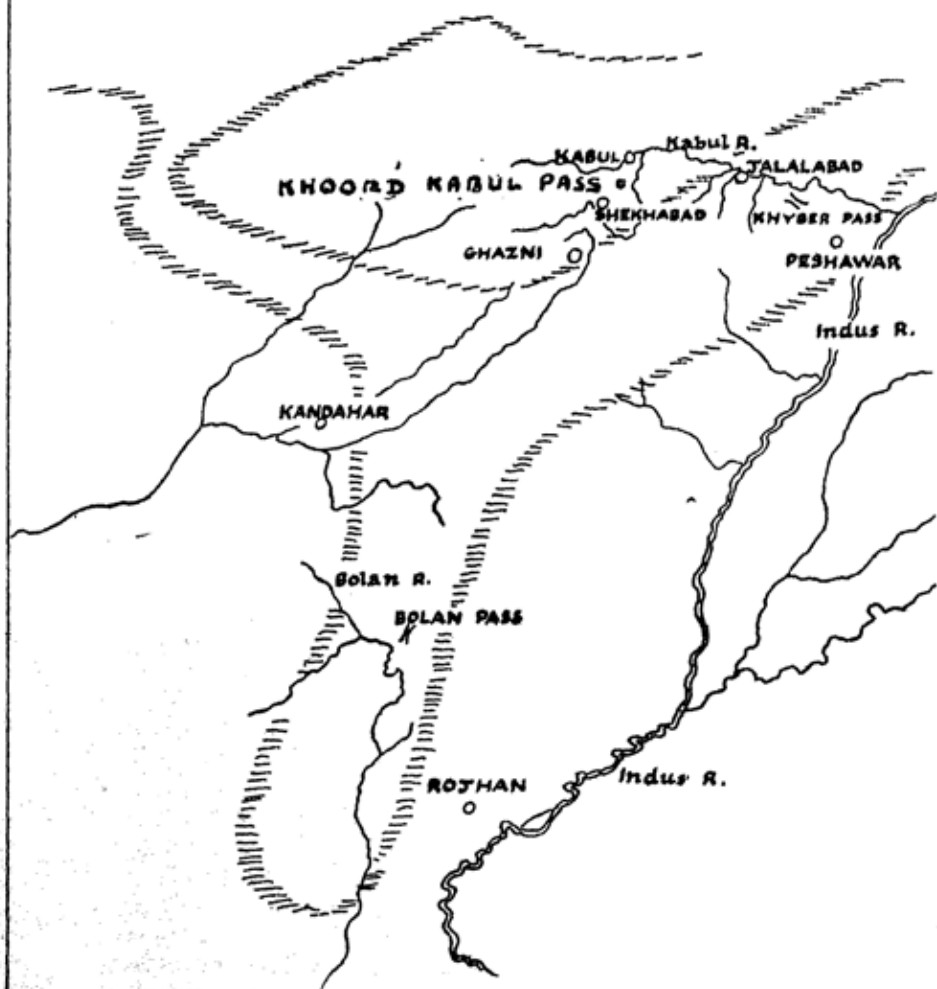 KABUL
Kabul R.
JALALABAD
KHOORD KABUL PASS
SHEKHABAD
KHYBER PASS
GHAZNI
PESHAWAR
Indus R.
KANDAHAR
Bolan R.
BOLAN PASS
ROJHAN
Indus R.